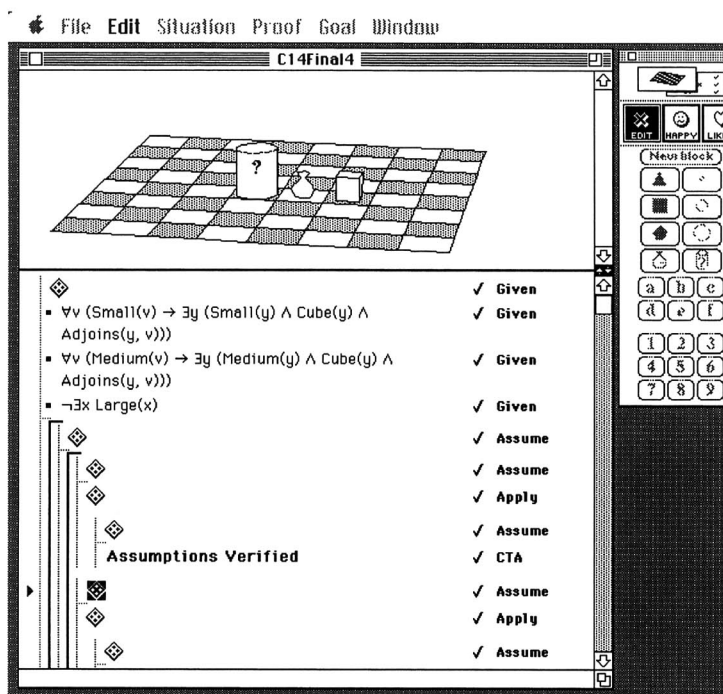 File Edit Situation Proof Goal Window
C14Final4
?
EDIT HAPPY LIK
New block
a b c
d e f
1 2 3
4 5 6
7 8 9
✓ Given
▪ ∀v (Small(v) → ∃y (Small(y) ∧ Cube(y) ∧ ✓ Given
Adjoins(y, v)))
▪ ∀v (Medium(v) → ∃y (Medium(y) ∧ Cube(y) ∧ ✓ Given
Adjoins(y, v)))
▪ ¬∃x Large(x) ✓ Given
✓ Assume
✓ Assume
✓ Apply
✓ Assume
Assumptions Verified ✓ CTA
✓ Assume
✓ Apply
✓ Assume